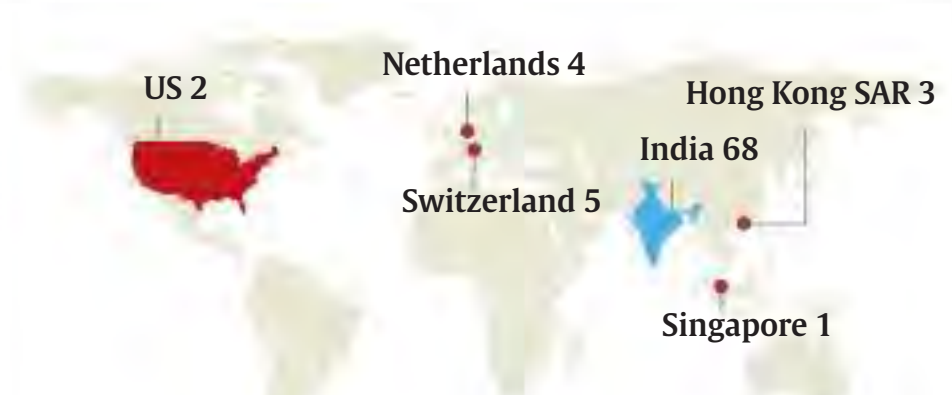 Netherlands 4
US 2
Hong Kong SAR 3
India 68
Switzerland 5
Singapore 1